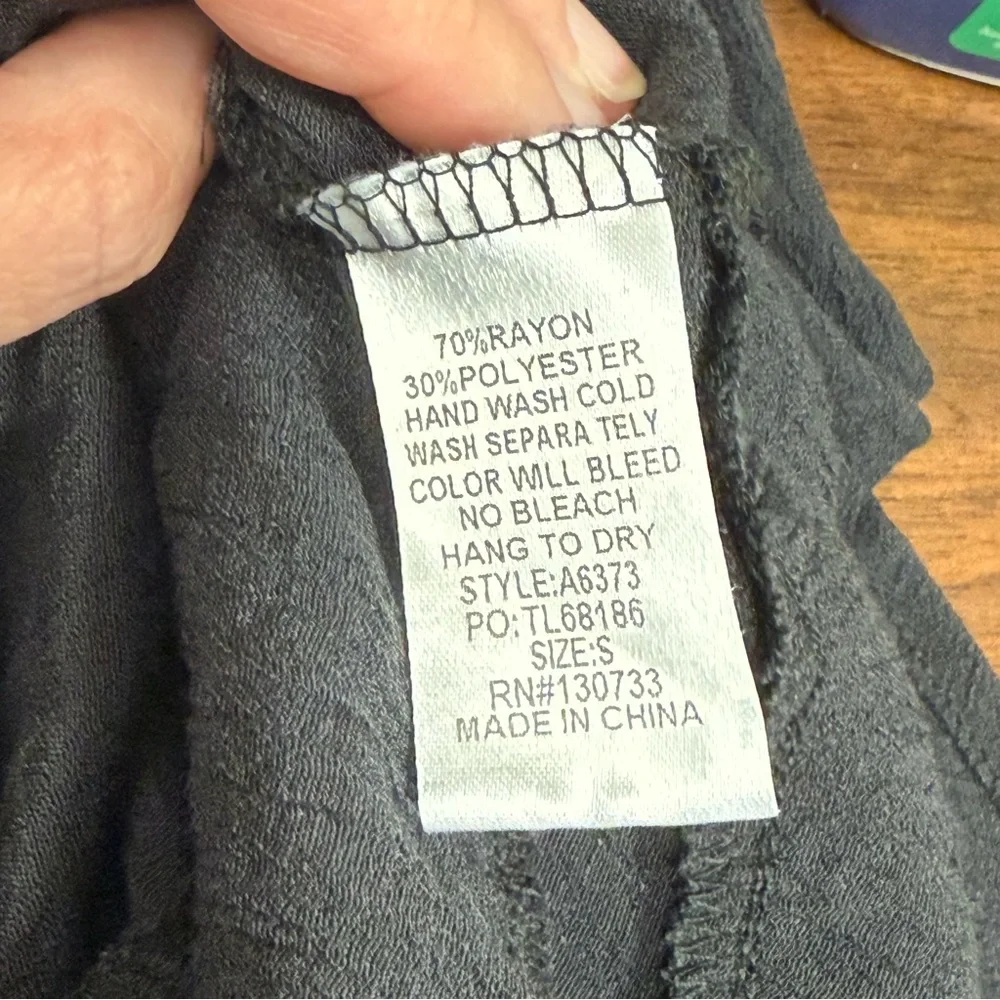 70%RAYON
30%POLYESTER
HAND WASH COLD
WASH SEPARA TELY
COLOR WILL BLEED
NO BLEACH
HANG TO DRY
STYLE:A6373
PO:TL68186
SIZE:S
RN#130733
MADE IN CHINA